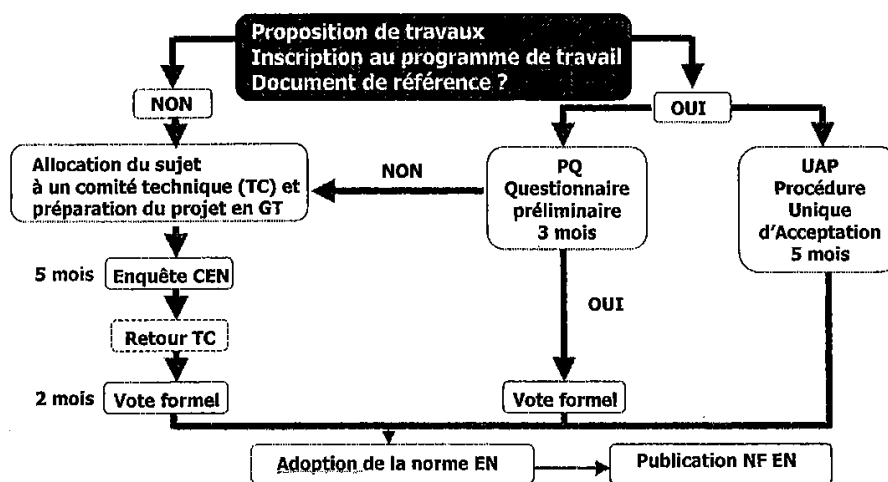 Proposition de travaux
Inscription au programme de travail
Document de référence ?
NON
OUI
Allocation du sujet
à un comité technique (TC) et
préparation du projet en GT
NON
PQ
Questionnaire
préliminaire
3 mois
UAP
Procédure
Unique
d'Acceptation
5 mois
5 mois
Enquête CEN
OUI
Retour TC
2 mois
Vote formel
Vote formel
Adoption de la norme EN
Publication NF EN